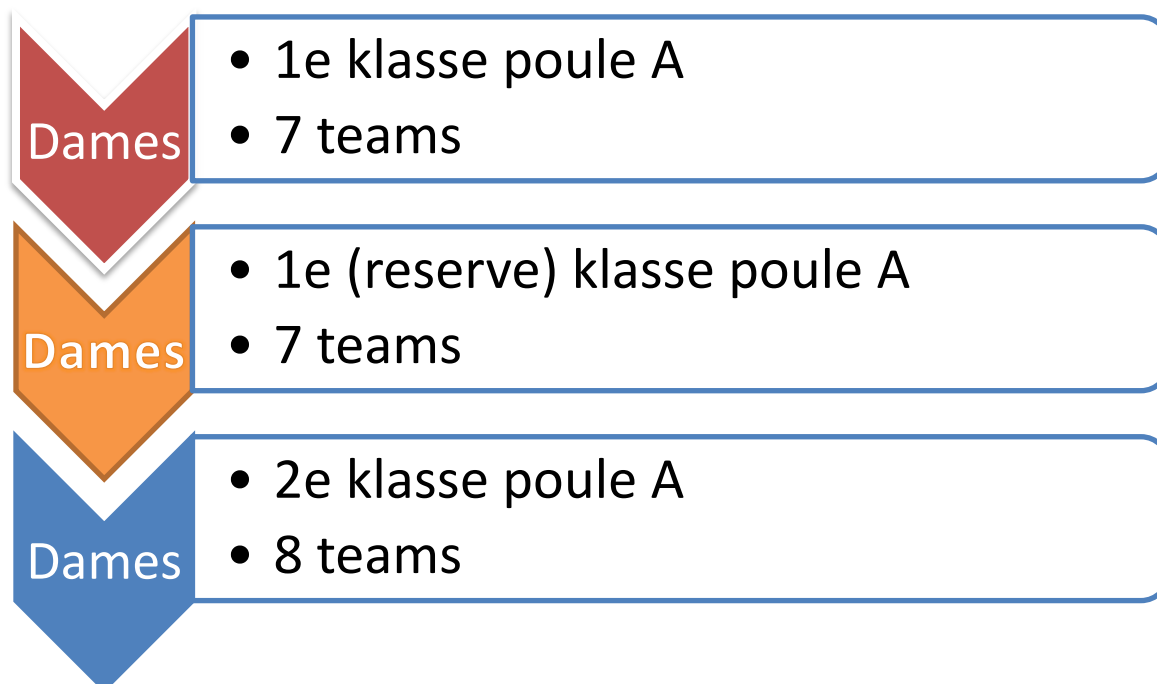 Dames
• 1e klasse poule A
• 7 teams
Dames
• 1e (reserve) klasse poule A
• 7 teams
Dames
• 2e klasse poule A
• 8 teams